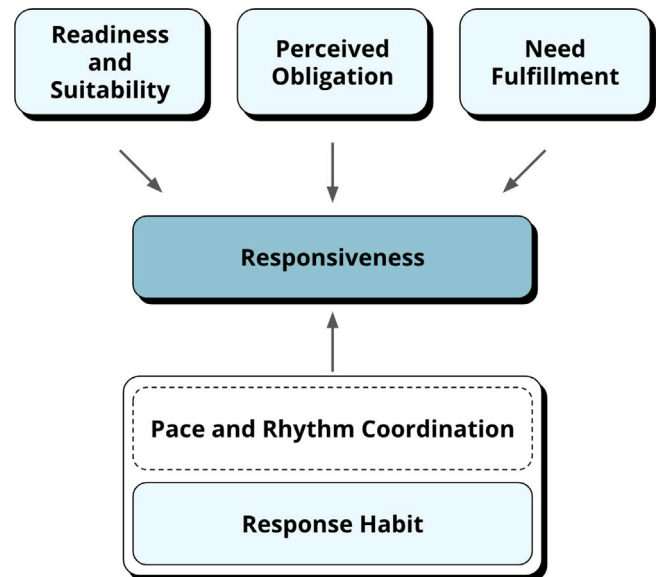 Readiness
and
Suitability
Perceived
Obligation
Need
Fulfillment
Responsiveness
Pace and Rhythm Coordination
Response Habit